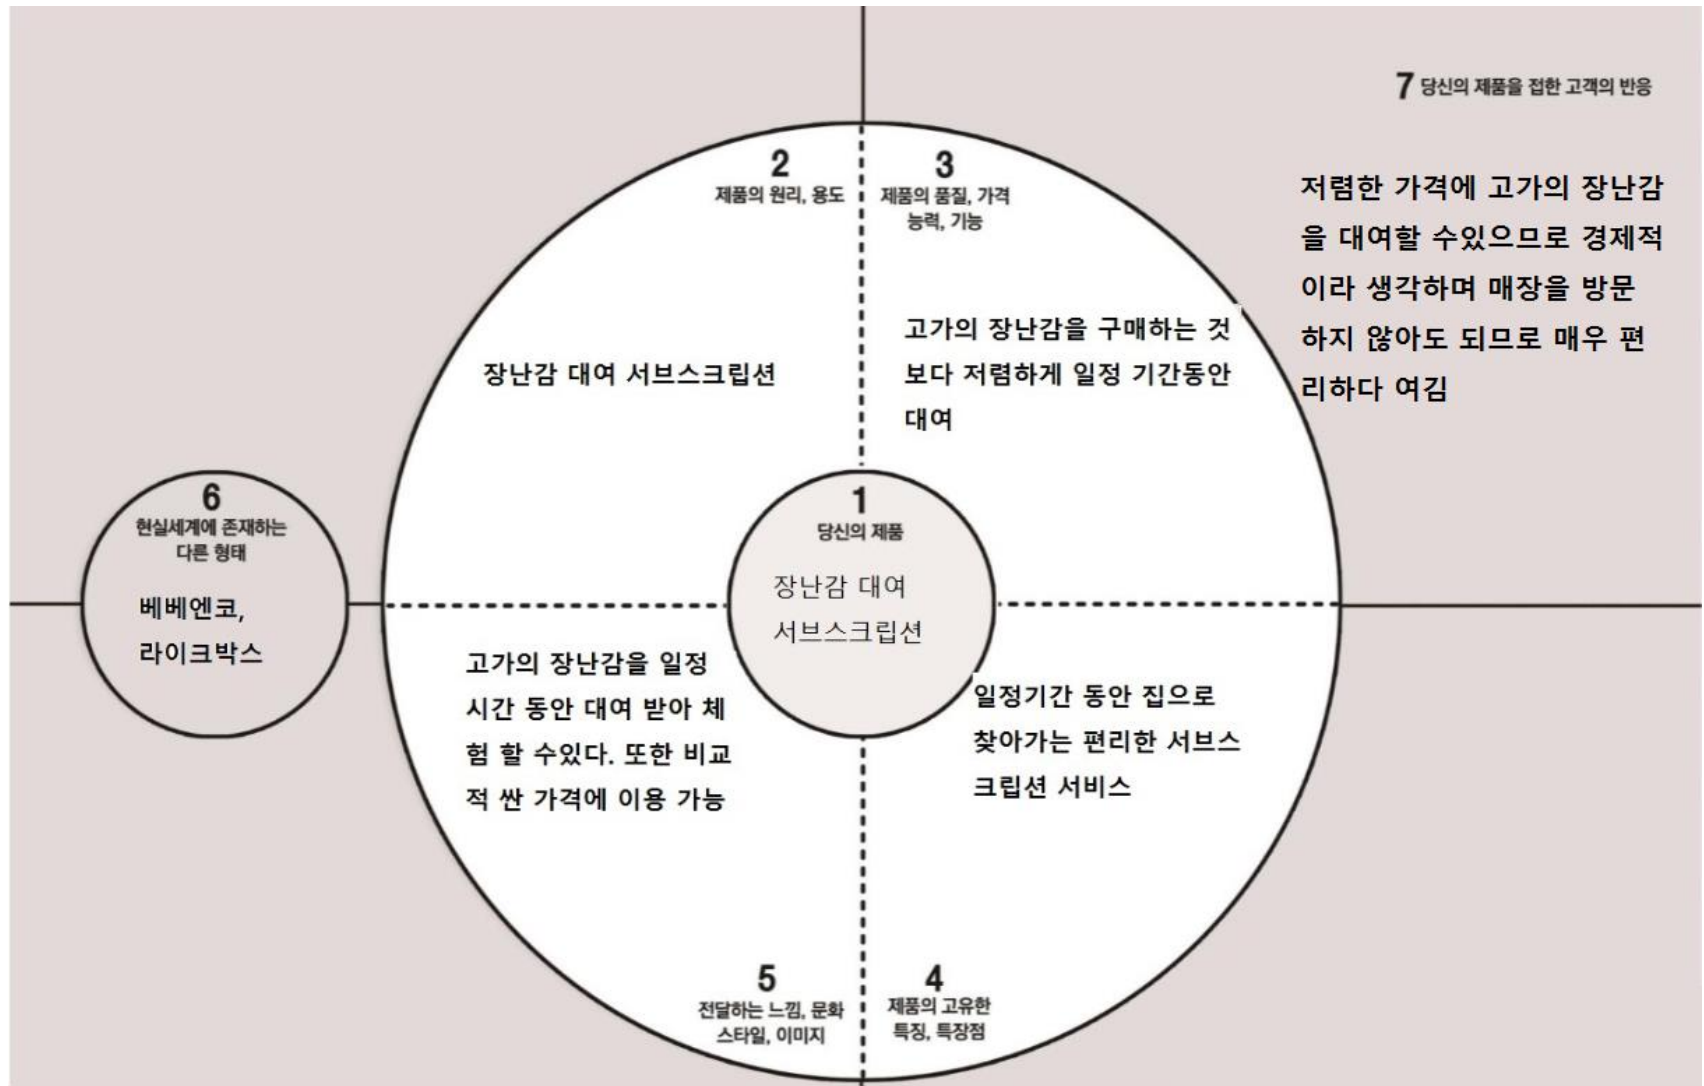 7 당신의 제품을 접한 고객의 반응
저렴한 가격에 고가의 장난감
을 대여할 수있으므로 경제적
이라 생각하며 매장을 방문
하지 않아도 되므로 매우 편
리하다 여김
2
제품의 원리, 용도
장난감 대여 서브스크립션
3
제품의 품질, 가격
능력, 기능
고가의 장난감을 구매하는 것
보다 저렴하게 일정 기간동안
대여
6
현실세계에 존재하는
다른 형태
베베엔코,
라이크박스
1
당신의 제품
장난감 대여
서브스크립션
고가의 장난감을 일정
시간 동안 대여 받아 체
험 할 수있다. 또한 비교
적 싼 가격에 이용 가능
5
전달하는 느낌, 문화
스타일, 이미지
일정기간 동안 집으로
찾아가는 편리한 서브스
크립션 서비스
4
제품의 고유한
특징, 특장점